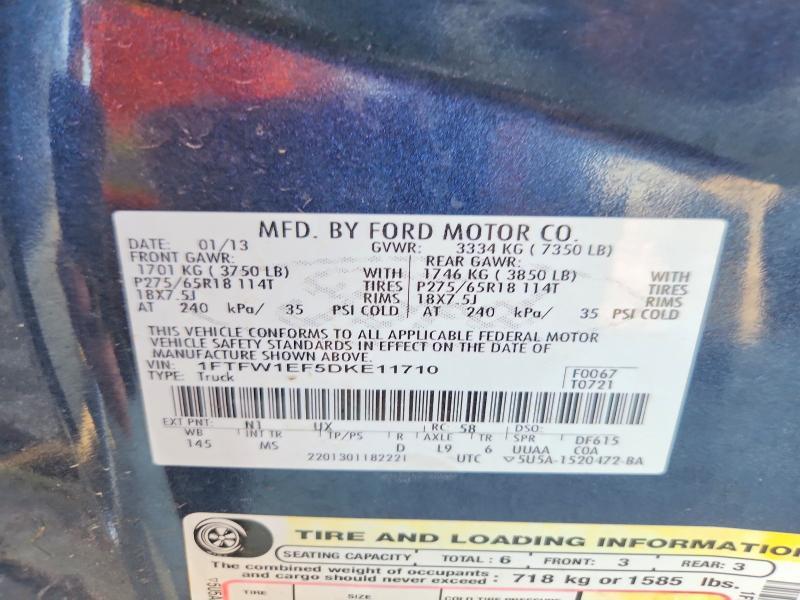 MFD. BY FORD MOTOR CO.
DATE: 01/13 GVWR: 3334 KG ( 7350 LB)
FRONT GAWR: REAR GAWR:
1701 KG ( 3750 LB) WITH 1746 KG ( 3850 LB) WITH
P275/65R18 114T TIRES P275/65R18 114T TIRES
18X7.5J RIMS 18X7.5J RIMS
AT 240 kPa/ 35 PSI COLD AT 240 kPa/ 35 PSI COLD
THIS VEHICLE CONFORMS TO ALL APPLICABLE FEDERAL MOTOR
VEHICLE SAFETY STANDARDS IN EFFECT ON THE DATE OF
MANUFACTURE SHOWN ABOVE.
VIN: 1FTFW1EF5DKE11710 F0067
TYPE: Truck T0721
EXT PNT: N1 UX RC: 58 DSO:
WB INT TR TP/PS R AXLE TR SPR DF615
145 MS D L9 6 UUAA C0A
2201301182221 UTC ▽5U5A-1520472-BA
TIRE AND LOADING INFORMATION
SEATING CAPACITY TOTAL : 6 FRONT: 3 REAR: 3
The combined weight of occupants
and cargo should never exceed : 718 kg or 1585 lbs.
TIRE SIZE COLD TIRE PRESSURE